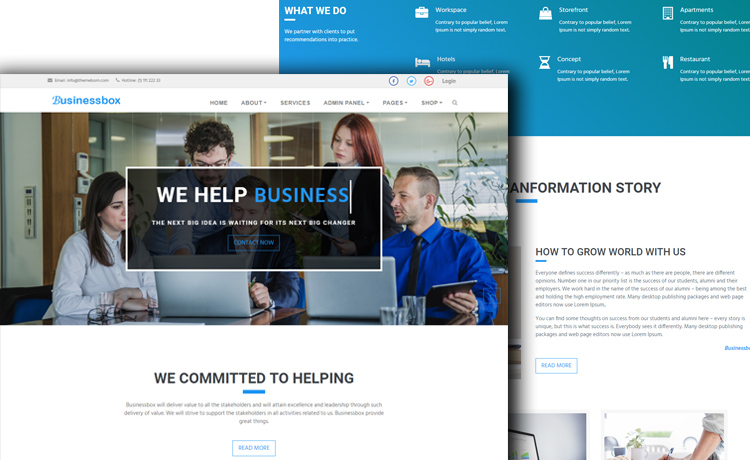 WHAT WE DO
We partner with clients to put
recommendations into practice.
Workspace
Contrary to popular belief, Lorem
Ipsum is not simply random text.
Storefront
Contrary to popular belief, Lorem
Ipsum is not simply random text.
Apartments
Contrary to popular belief, Lorem
Ipsum is not simply random text.
Hotels
Contrary to popular belief, Lorem
Concept
Contrary to popular belief, Lorem
Ipsum is not simply random text.
Restaurant
Contrary to popular belief, Lorem
Ipsum is not simply random text.
Email: info@themeborn.com
Hotline: (1) 111 222 33
Login
Businessbox
HOME ABOUT SERVICES ADMIN PANEL PAGES SHOP
WE HELP BUSINESS
THE NEXT BIG IDEA IS WAITING FOR ITS NEXT BIG CHANGER
CONTACT NOW
WE COMMITTED TO HELPING
Businessbox will deliver value to all the stakeholders and will attain excellence and leadership through such
delivery of value. We will strive to support the stakeholders in all activities related to us. Businessbox provide
great things.
READ MORE
ANFORMATION STORY
HOW TO GROW WORLD WITH US
Everyone defines success differently – as much as there are people, there are different
opinions. Number one in our priority list is the success of our students, alumni and their
employers. We work hard in the name of the success of our alumni – being among the best
and holding the high employment rate. Many desktop publishing packages and web page
editors now use Lorem Ipsum.
You can find some thoughts on success from our students and alumni here – every story is
unique, but this is what success is. Everybody seen it differently. Many desktop publishing
packages and web page editors now use Lorem Ipsum.
Businessbo
READ MORE